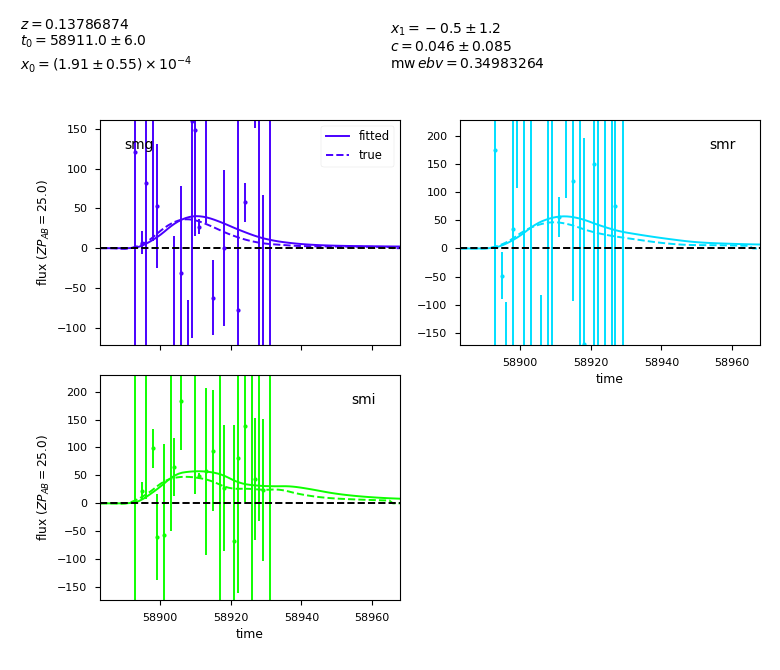 z = 0.13786874
t₀ = 58911.0 ± 6.0
x₀ = (1.91 ± 0.55) × 10⁻⁴
x₁ = −0.5 ± 1.2
c = 0.046 ± 0.085
mw ebv = 0.34983264
smg
fitted
true
150
100
50
0
−50
−100
flux (ZP_AB = 25.0)
smr
200
150
100
50
0
−50
−100
−150
58900 58920 58940 58960
time
smi
200
150
100
50
0
−50
−100
−150
flux (ZP_AB = 25.0)
58900 58920 58940 58960
time